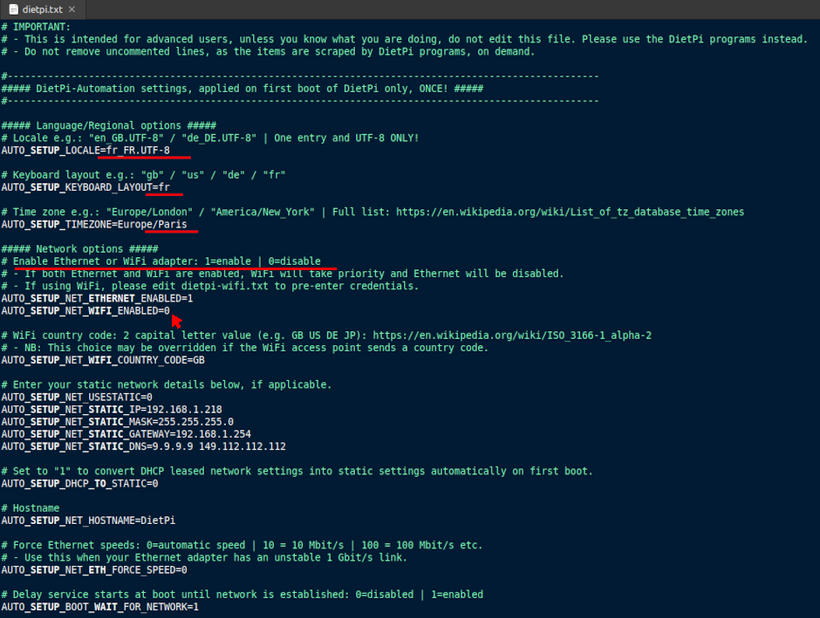 dietpi.txt
# IMPORTANT:
# - This is intended for advanced users, unless you know what you are doing, do not edit this file. Please use the DietPi programs instead.
# - Do not remove uncommented lines, as the items are scraped by DietPi programs, on demand.
#------------------------------------------------------------------------------------------------------
##### DietPi-Automation settings, applied on first boot of DietPi only, ONCE! #####
#------------------------------------------------------------------------------------------------------
##### Language/Regional options #####
# Locale e.g.: "en_GB.UTF-8" / "de_DE.UTF-8" | One entry and UTF-8 ONLY!
AUTO_SETUP_LOCALE=fr_FR.UTF-8
# Keyboard layout e.g.: "gb" / "us" / "de" / "fr"
AUTO_SETUP_KEYBOARD_LAYOUT=fr
# Time zone e.g.: "Europe/London" / "America/New_York" | Full list: https://en.wikipedia.org/wiki/List_of_tz_database_time_zones
AUTO_SETUP_TIMEZONE=Europe/Paris
##### Network options #####
# Enable Ethernet or WiFi adapter: 1=enable | 0=disable
# - If both Ethernet and WiFi are enabled, WiFi will take priority and Ethernet will be disabled.
# - If using WiFi, please edit dietpi-wifi.txt to pre-enter credentials.
AUTO_SETUP_NET_ETHERNET_ENABLED=1
AUTO_SETUP_NET_WIFI_ENABLED=0
# WiFi country code: 2 capital letter value (e.g. GB US DE JP): https://en.wikipedia.org/wiki/ISO_3166-1_alpha-2
# - NB: This choice may be overridden if the WiFi access point sends a country code.
AUTO_SETUP_NET_WIFI_COUNTRY_CODE=GB
# Enter your static network details below, if applicable.
AUTO_SETUP_NET_USESTATIC=0
AUTO_SETUP_NET_STATIC_IP=192.168.1.218
AUTO_SETUP_NET_STATIC_MASK=255.255.255.0
AUTO_SETUP_NET_STATIC_GATEWAY=192.168.1.254
AUTO_SETUP_NET_STATIC_DNS=9.9.9.9 149.112.112.112
# Set to "1" to convert DHCP leased network settings into static settings automatically on first boot.
AUTO_SETUP_DHCP_TO_STATIC=0
# Hostname
AUTO_SETUP_NET_HOSTNAME=DietPi
# Force Ethernet speeds: 0=automatic speed | 10 = 10 Mbit/s | 100 = 100 Mbit/s etc.
# - Use this when your Ethernet adapter has an unstable 1 Gbit/s link.
AUTO_SETUP_NET_ETH_FORCE_SPEED=0
# Delay service starts at boot until network is established: 0=disabled | 1=enabled
AUTO_SETUP_BOOT_WAIT_FOR_NETWORK=1